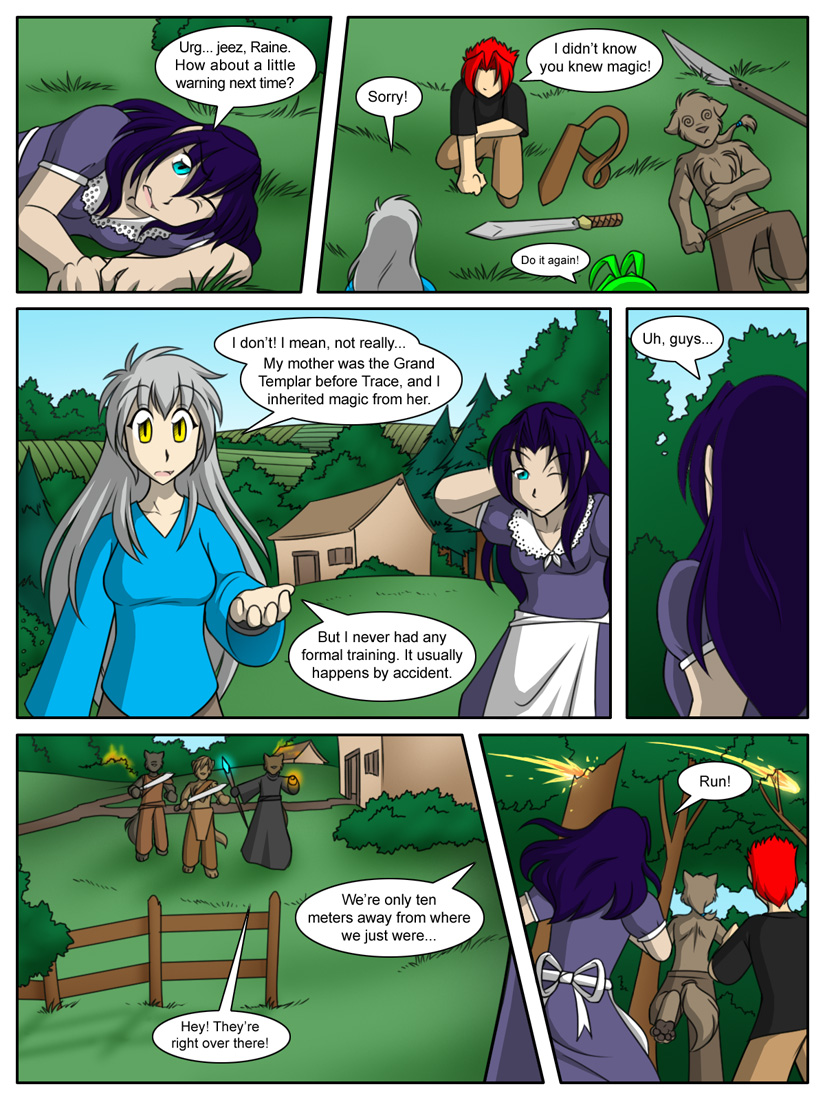 Urg... jeez, Raine.
How about a little
warning next time?
I didn't know
you knew magic!
Sorry!
Do it again!
I don't! I mean, not really...
My mother was the Grand
Templar before Trace, and I
inherited magic from her.
But I never had any
formal training. It usually
happens by accident.
Uh, guys...
We're only ten
meters away from where
we just were...
Hey! They're
right over there!
Run!